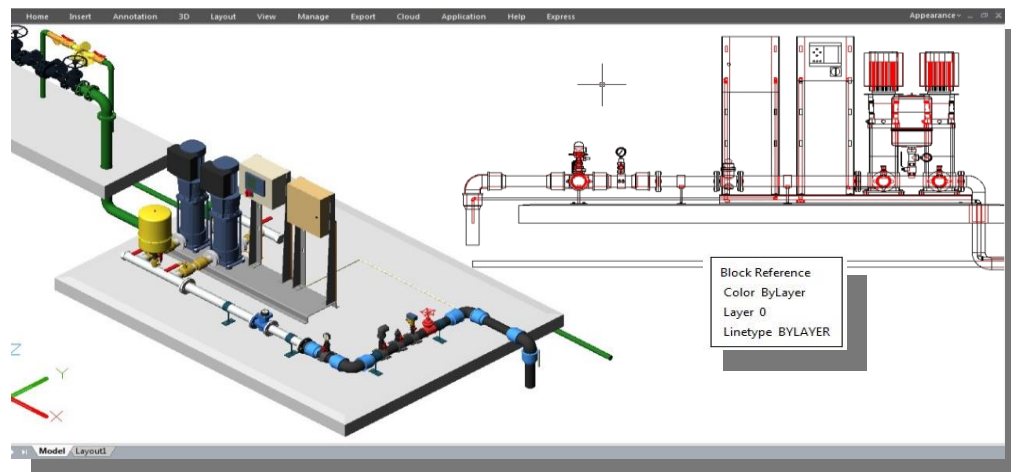 Home Insert Annotation 3D Layout View Manage Export Cloud Application Help Express Appearance
Block Reference
Color ByLayer
Layer 0
Linetype BYLAYER
Z
Y
X
Model Layout1